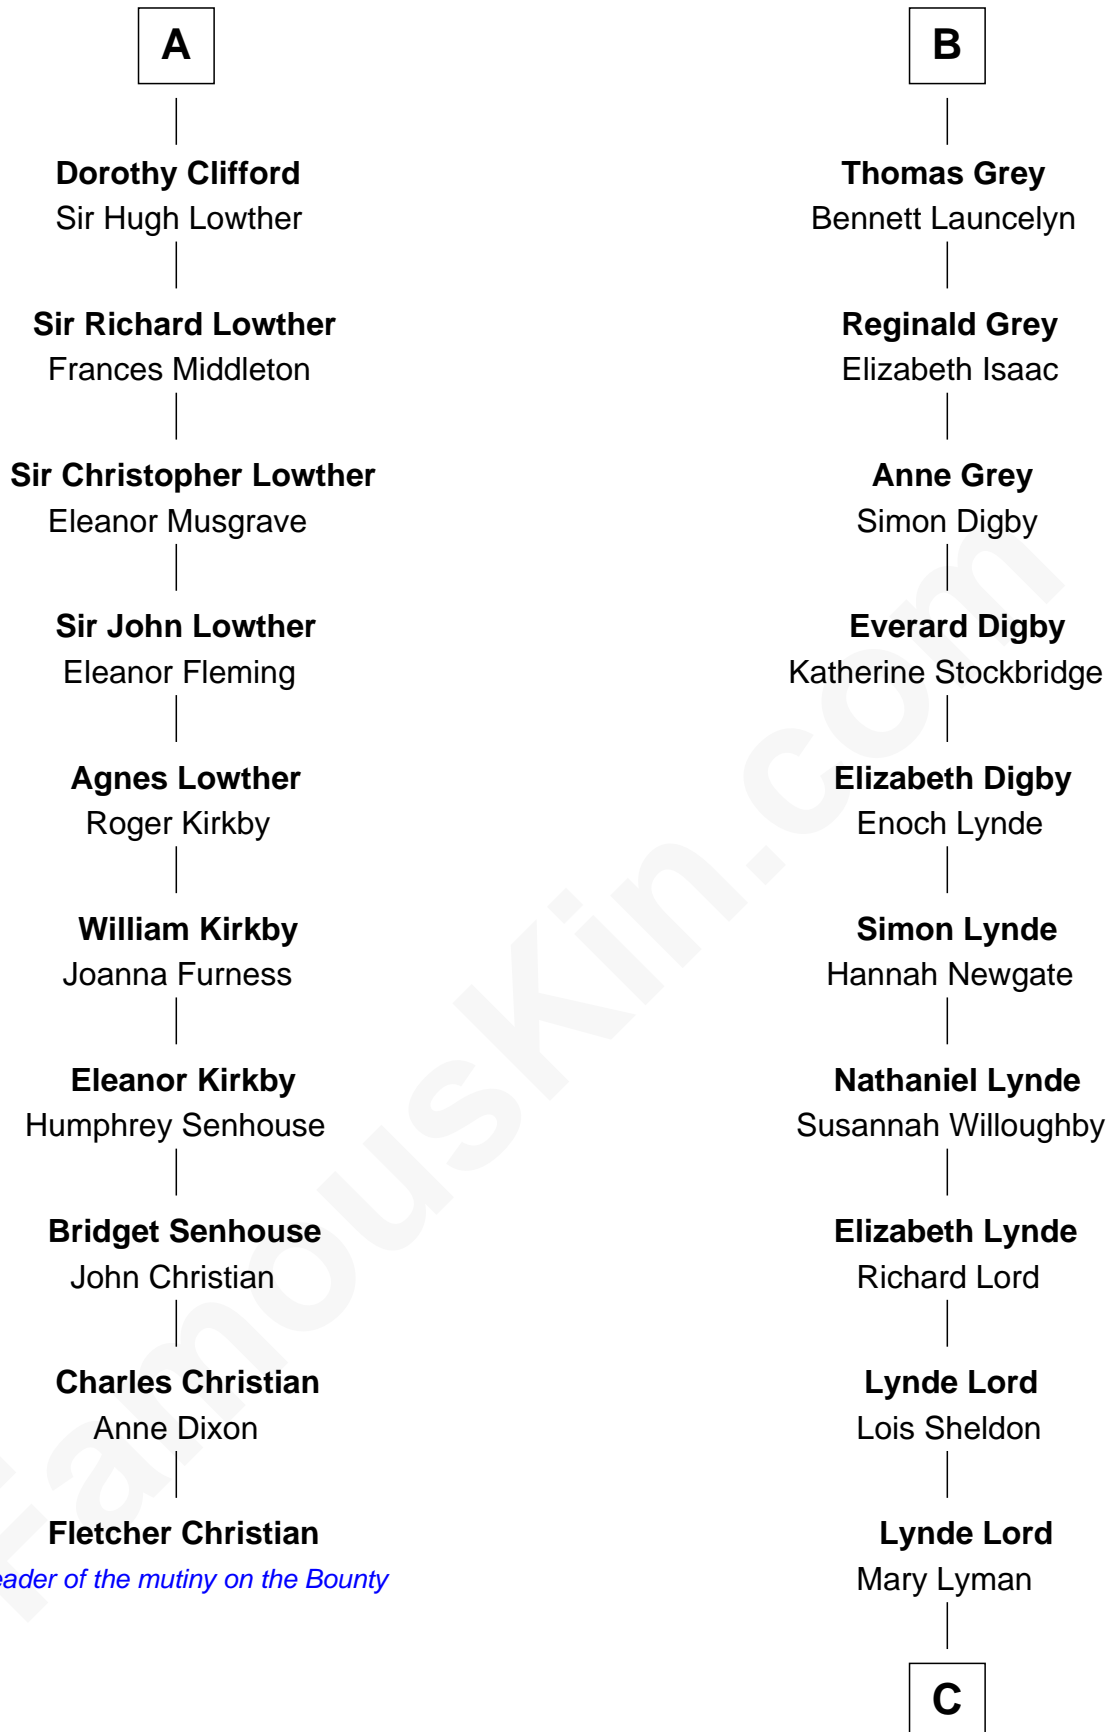 A
Dorothy Clifford
Sir Hugh Lowther
Sir Richard Lowther
Frances Middleton
Sir Christopher Lowther
Eleanor Musgrave
Sir John Lowther
Eleanor Fleming
Agnes Lowther
Roger Kirkby
William Kirkby
Joanna Furness
Eleanor Kirkby
Humphrey Senhouse
Bridget Senhouse
John Christian
Charles Christian
Anne Dixon
Fletcher Christian
eader of the mutiny on the Bounty
B
Thomas Grey
Bennett Launcelyn
Reginald Grey
Elizabeth Isaac
Anne Grey
Simon Digby
Everard Digby
Katherine Stockbridge
Elizabeth Digby
Enoch Lynde
Simon Lynde
Hannah Newgate
Nathaniel Lynde
Susannah Willoughby
Elizabeth Lynde
Richard Lord
Lynde Lord
Lois Sheldon
Lynde Lord
Mary Lyman
C
FamousKin.com